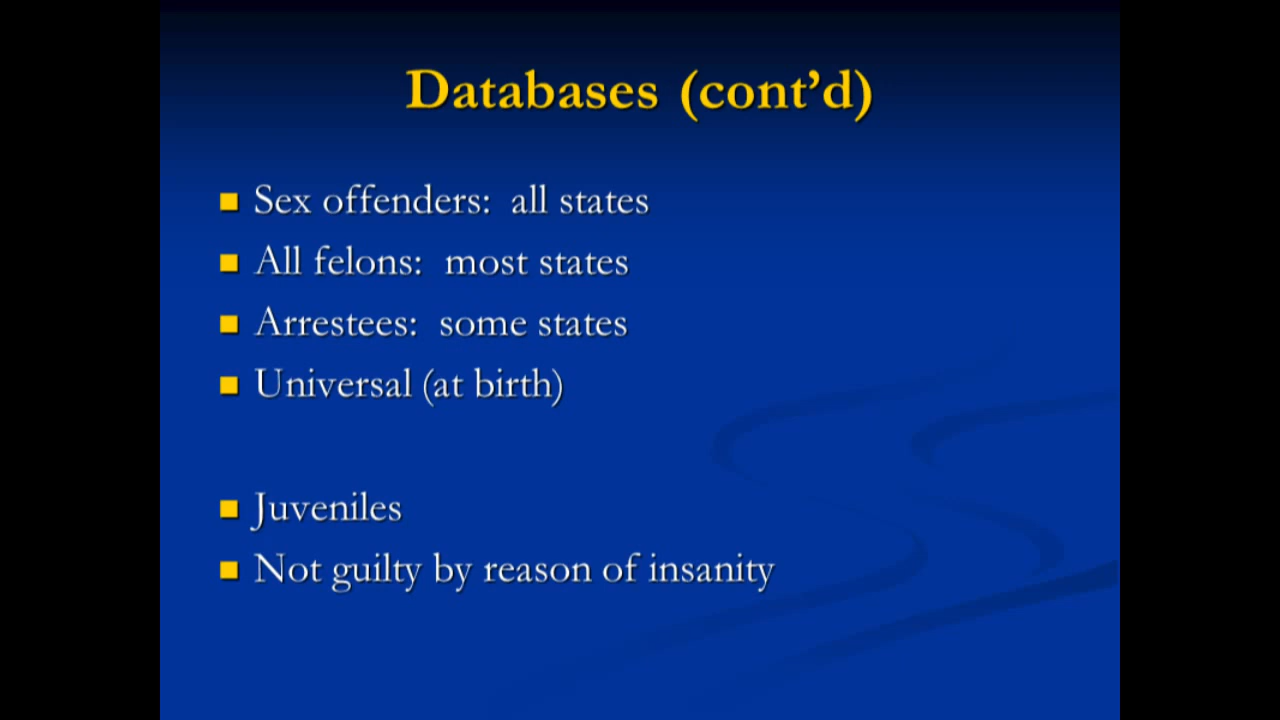 Databases (cont’d)
Sex offenders:  all states
All felons:  most states
Arrestees:  some states
Universal (at birth)
Juveniles
Not guilty by reason of insanity